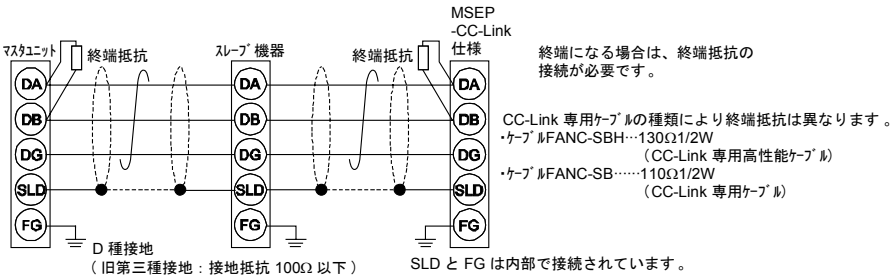 MSEP
-CC-Link
仕様
ﾏｽﾀﾕﾆｯﾄ
終端抵抗
ｽﾚｰﾌﾞ機器
終端抵抗
DA
DB
DG
SLD
FG
DA
DB
DG
SLD
FG
DA
DB
DG
SLD
FG
終端になる場合は、終端抵抗の
接続が必要です。
CC-Link 専用ｹｰﾌﾞﾙの種類により終端抵抗は異なります。
・ｹｰﾌﾞﾙFANC-SBH…130Ω1/2W
（CC-Link 専用高性能ｹｰﾌﾞﾙ）
・ｹｰﾌﾞﾙFANC-SB……110Ω1/2W
（CC-Link 専用ｹｰﾌﾞﾙ）
D 種接地
（旧第三種接地：接地抵抗 100Ω 以下）
SLD と FG は内部で接続されています。